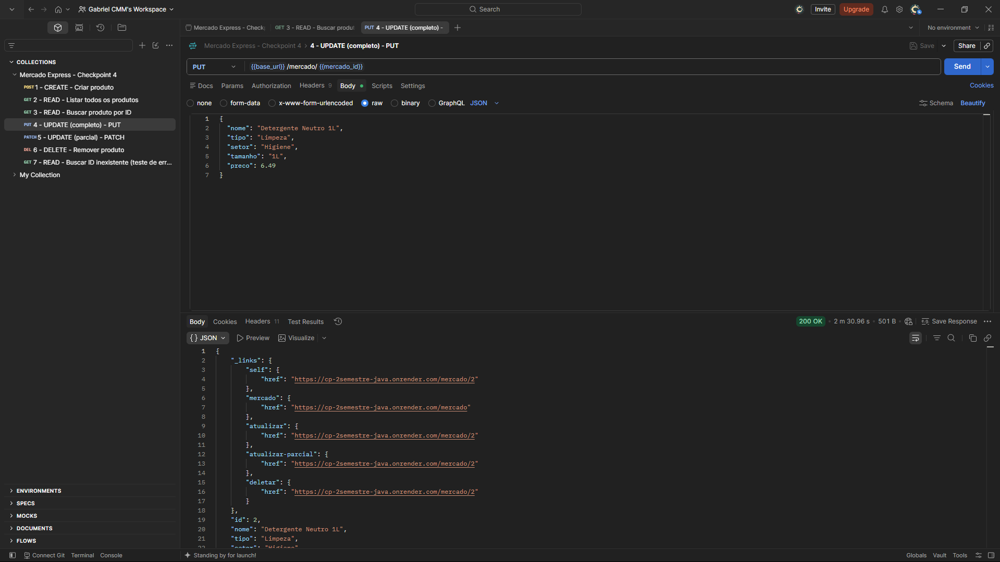 Gabriel CMM's Workspace
Search
Invite
Upgrade
Mercado Express - Check
GET 3 - READ - Buscar produt
PUT 4 - UPDATE (completo) -
No environment
Mercado Express - Checkpoint 4 > 4 - UPDATE (completo) - PUT
Save
Share
COLLECTIONS
Mercado Express - Checkpoint 4
POST 1 - CREATE - Criar produto
GET 2 - READ - Listar todos os produtos
GET 3 - READ - Buscar produto por ID
PUT 4 - UPDATE (completo) - PUT
PATCH 5 - UPDATE (parcial) - PATCH
DEL 6 - DELETE - Remover produto
GET 7 - READ - Buscar ID inexistente (teste de err...
My Collection
ENVIRONMENTS
SPECS
MOCKS
DOCUMENTS
FLOWS
HTTP
PUT
{{base_url}}/mercado/{{mercado_id}}
Send
Docs
Params
Authorization
Headers 9
Body
Scripts
Settings
Cookies
none
form-data
x-www-form-urlencoded
raw
binary
GraphQL
JSON
Schema
Beautify
1 {
2 "nome": "Detergente Neutro 1L",
3 "tipo": "Limpeza",
4 "setor": "Higiene",
5 "tamanho": "1L",
6 "preco": 6.49
7 }
Body
Cookies
Headers 11
Test Results
200 OK
2 m 30.96 s
501 B
e.g. Save Response
{} JSON
Preview
Visualize
1 {
2 "_links": {
3 "self": {
4 "href": "https://cp-2semestre-java.onrender.com/mercado/2"
5 },
6 "mercado": {
7 "href": "https://cp-2semestre-java.onrender.com/mercado"
8 },
9 "atualizar": {
10 "href": "https://cp-2semestre-java.onrender.com/mercado/2"
11 },
12 "atualizar-parcial": {
13 "href": "https://cp-2semestre-java.onrender.com/mercado/2"
14 },
15 "deletar": {
16 "href": "https://cp-2semestre-java.onrender.com/mercado/2"
17 }
18 },
19 "id": 2,
20 "nome": "Detergente Neutro 1L",
21 "tipo": "Limpeza",
22 "setor": "Higiene"
Connect Git
Terminal
Console
Standing by for launch!
Globals
Vault
Tools